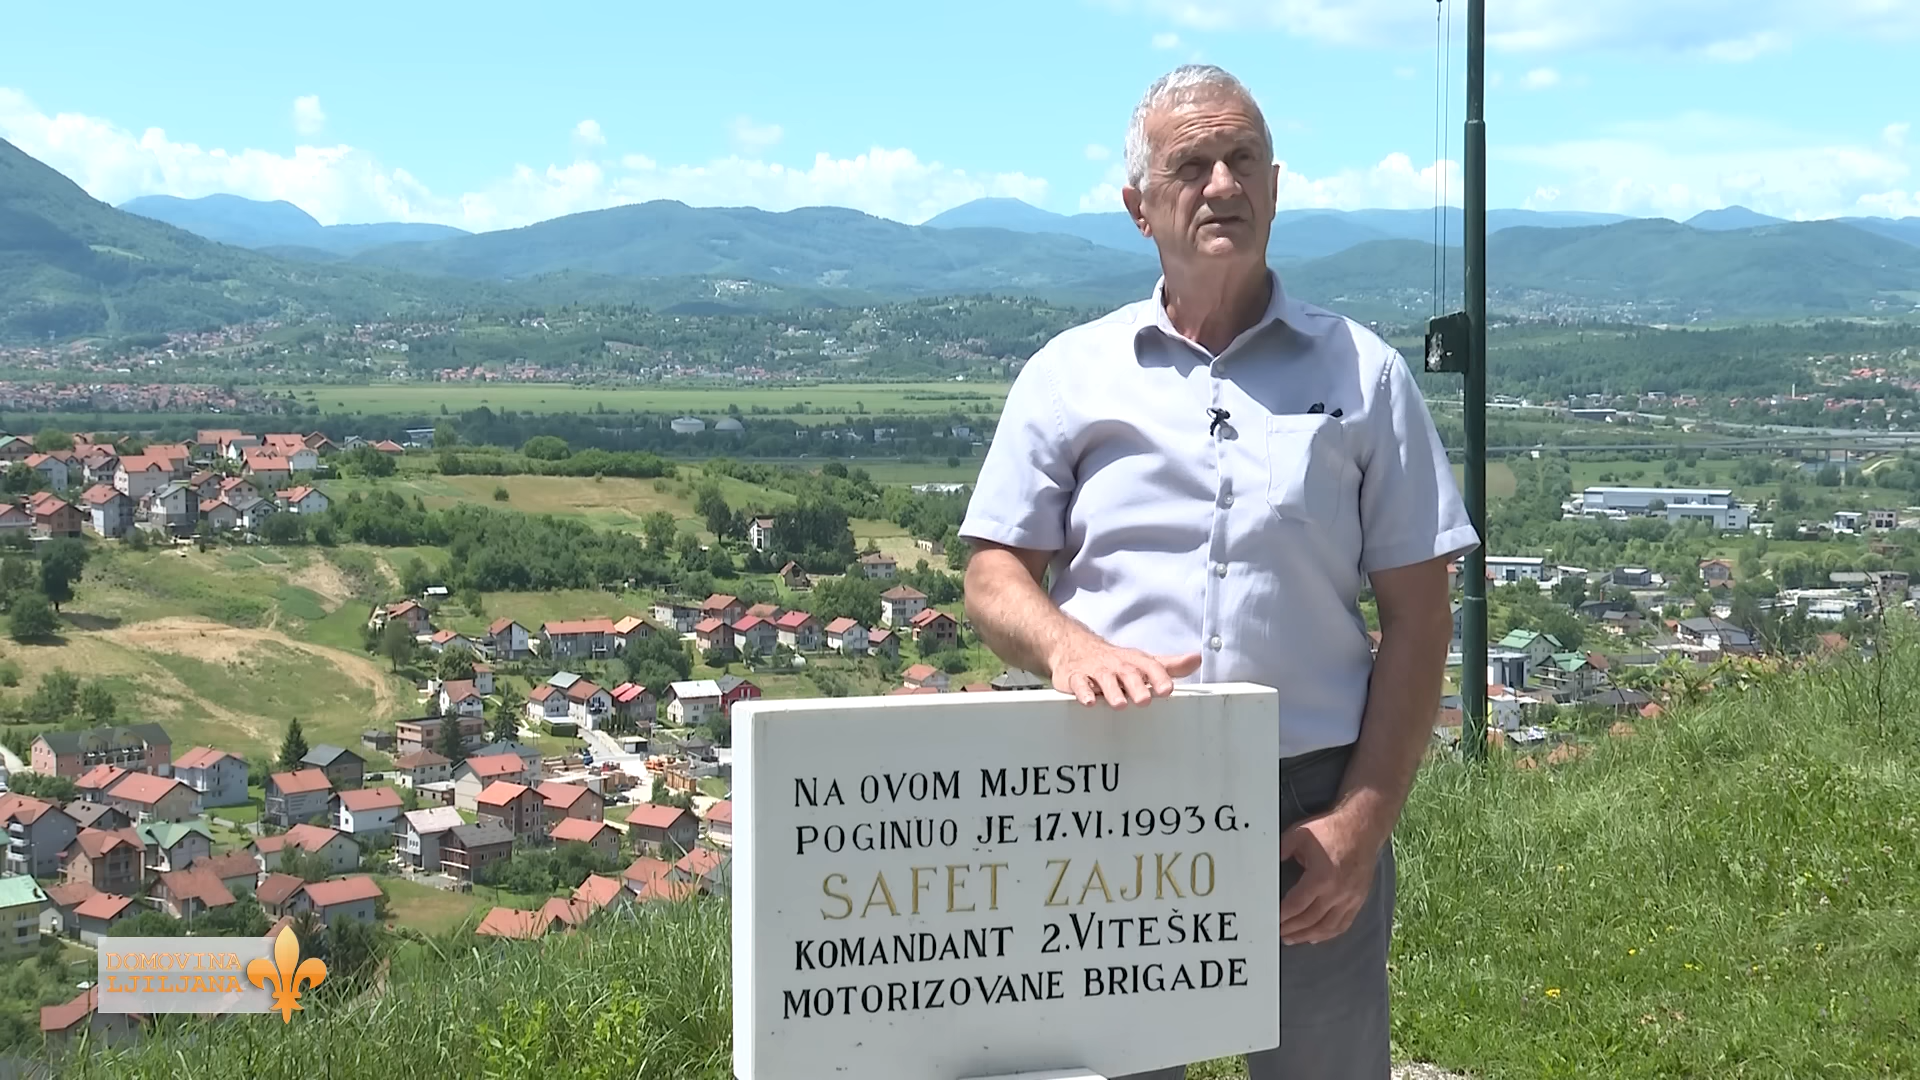 NA OVOM MJESTU
POGINUO JE 17.VI.1993 G.
SAFET ZAJKO
KOMANDANT 2.VITEŠKE
MOTORIZOVANE BRIGADE
DOMOVINA
LJILJANA